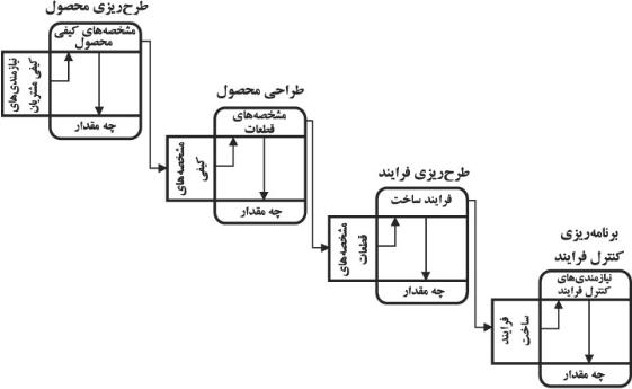 طرح‌ریزی محصول
مشخصه‌های کیفی
محصول
نیازمندی‌های
کیفی مشتریان
چه مقدار
طراحی محصول
مشخصه‌های
قطعات
مشخصه‌های
کیفی
چه مقدار
طرح‌ریزی فرایند
فرایند ساخت
مشخصه‌های
قطعات
چه مقدار
برنامه‌ریزی
کنترل فرایند
نیازمندی‌های
کنترل فرایند
فرایند
ساخت
چه مقدار